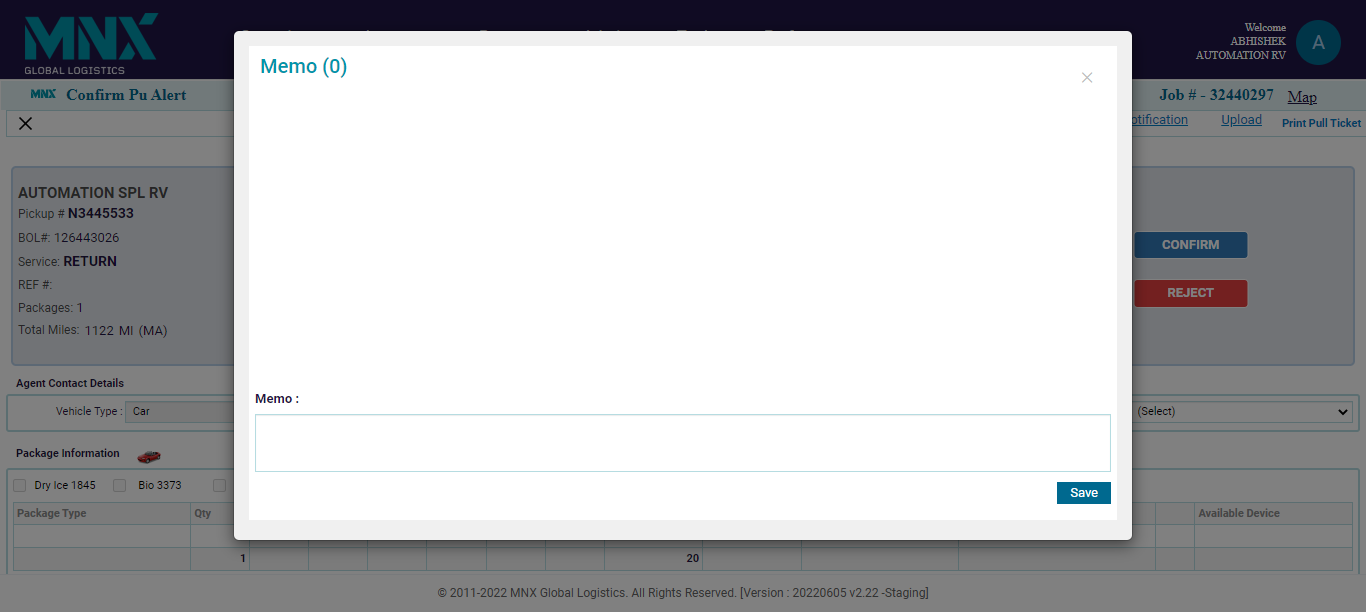 MNX
GLOBAL LOGISTICS
Welcome
ABHISHEK
AUTOMATION RV
A
MNX Confirm Pu Alert
Job # - 32440297 Map
Upload Print Pull Ticket
Memo (0)
×
AUTOMATION SPL RV
Pickup # N3445533
BOL#: 126443026
Service: RETURN
REF #:
Packages: 1
Total Miles: 1122 MI (MA)
CONFIRM
REJECT
Agent Contact Details
Vehicle Type : Car
(Select)
Memo :
Save
Package Information
Dry Ice 1845 Bio 3373
Package Type Qty Available Device
1 20
© 2011-2022 MNX Global Logistics. All Rights Reserved. [Version : 20220605 v2.22 -Staging]